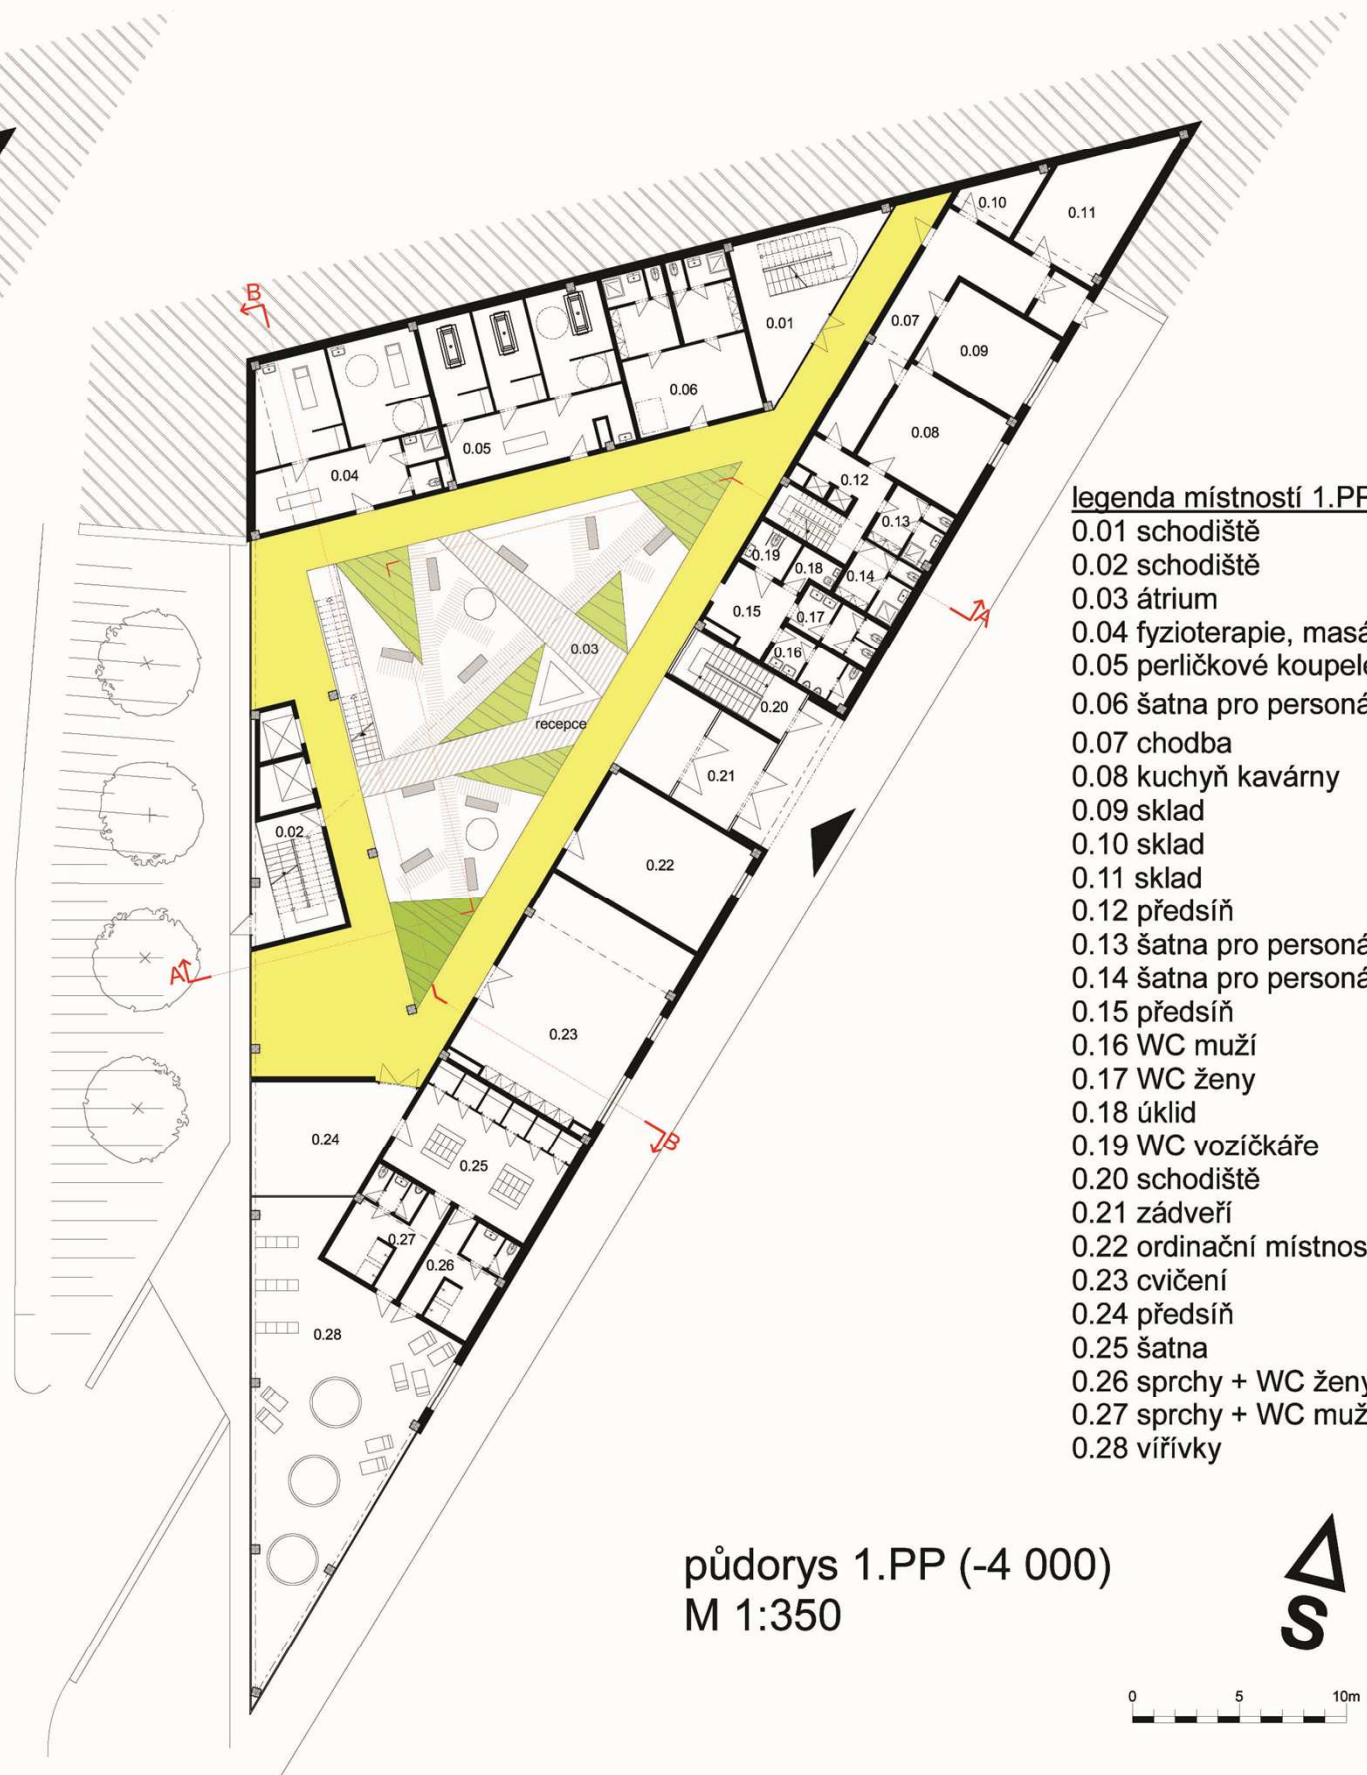 B
0.10
0.11
0.01
0.07
0.09
0.06
0.08
0.05
0.04
0.12
0.13
0.19
0.18
0.14
0.15
0.17
0.16
A
0.03
recepce
0.20
0.21
0.02
0.22
A
0.23
B
0.24
0.25
0.27
0.26
0.28
legenda místností 1.PP
0.01 schodiště
0.02 schodiště
0.03 átrium
0.04 fyzioterapie, masá
0.05 perličkové koupele
0.06 šatna pro personá
0.07 chodba
0.08 kuchyň kavárny
0.09 sklad
0.10 sklad
0.11 sklad
0.12 předsíň
0.13 šatna pro personá
0.14 šatna pro personá
0.15 předsíň
0.16 WC muží
0.17 WC ženy
0.18 úklid
0.19 WC vozíčkáře
0.20 schodiště
0.21 zádveří
0.22 ordinační místnos
0.23 cvičení
0.24 předsíň
0.25 šatna
0.26 sprchy + WC ženy
0.27 sprchy + WC muž
0.28 vířívky
půdorys 1.PP (-4 000)
M 1:350
S
0 5 10m